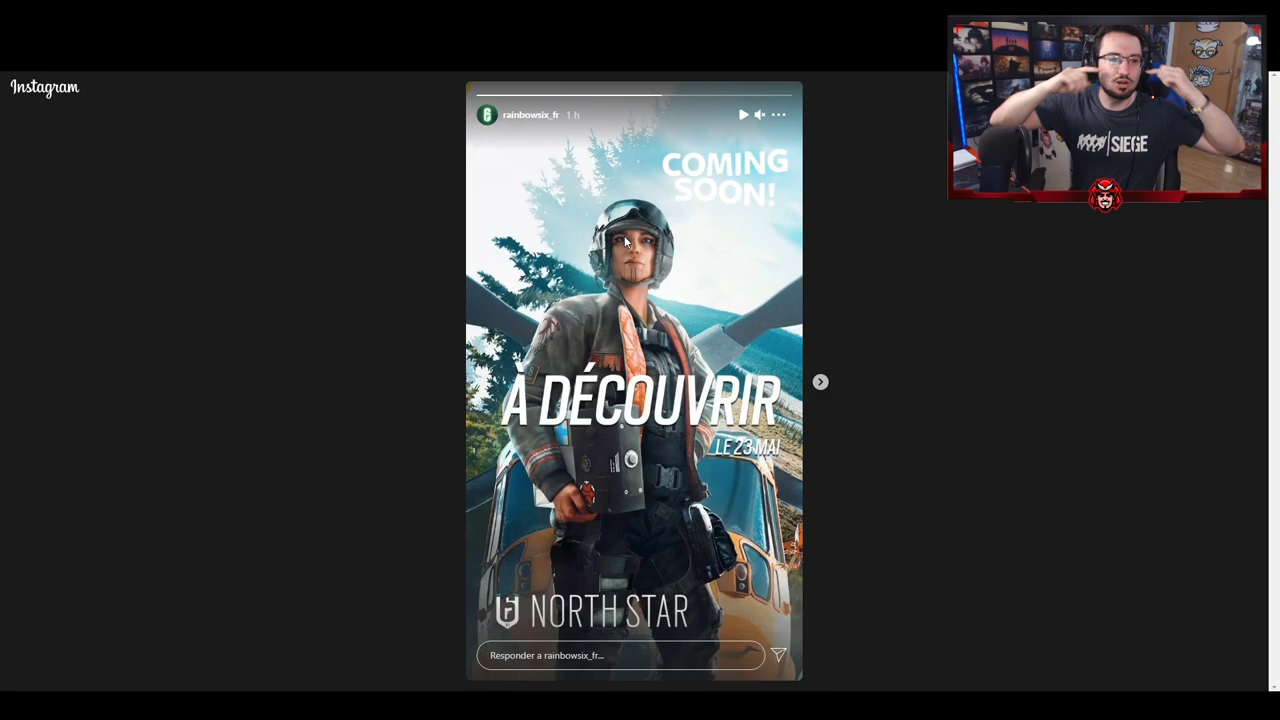 Instagram
rainbowsix_fr 1 h
COMING
SOON!
SIEGE
À DÉCOUVRIR
LE 23 MAI
NORTH STAR
Responder a rainbowsix_fr...